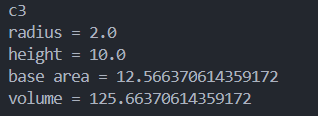 c3
radius = 2.0
height = 10.0
base area = 12.566370614359172
volume = 125.66370614359172